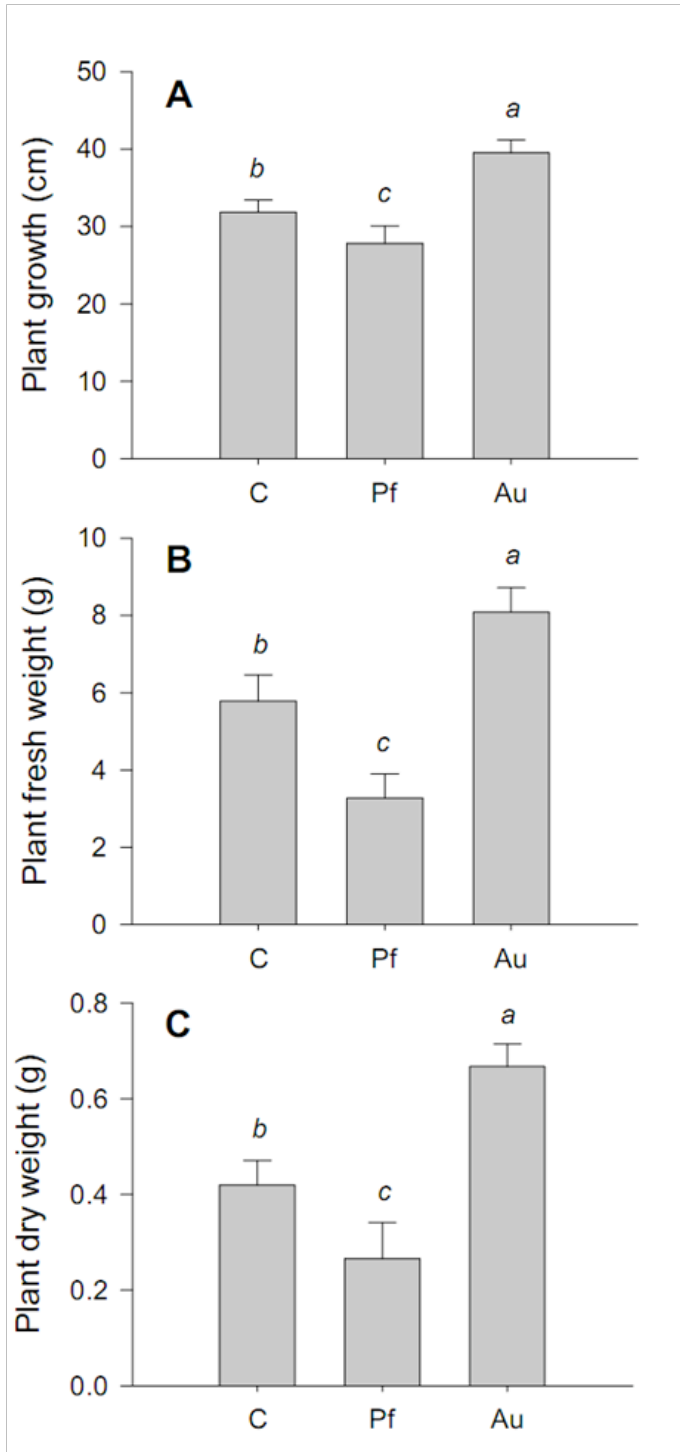 A
Plant growth (cm)
50
40
30
20
10
0
b
c
a
C Pf Au
B
Plant fresh weight (g)
10
8
6
4
2
0
b
c
a
C Pf Au
C
Plant dry weight (g)
0.8
0.6
0.4
0.2
0.0
b
c
a
C Pf Au